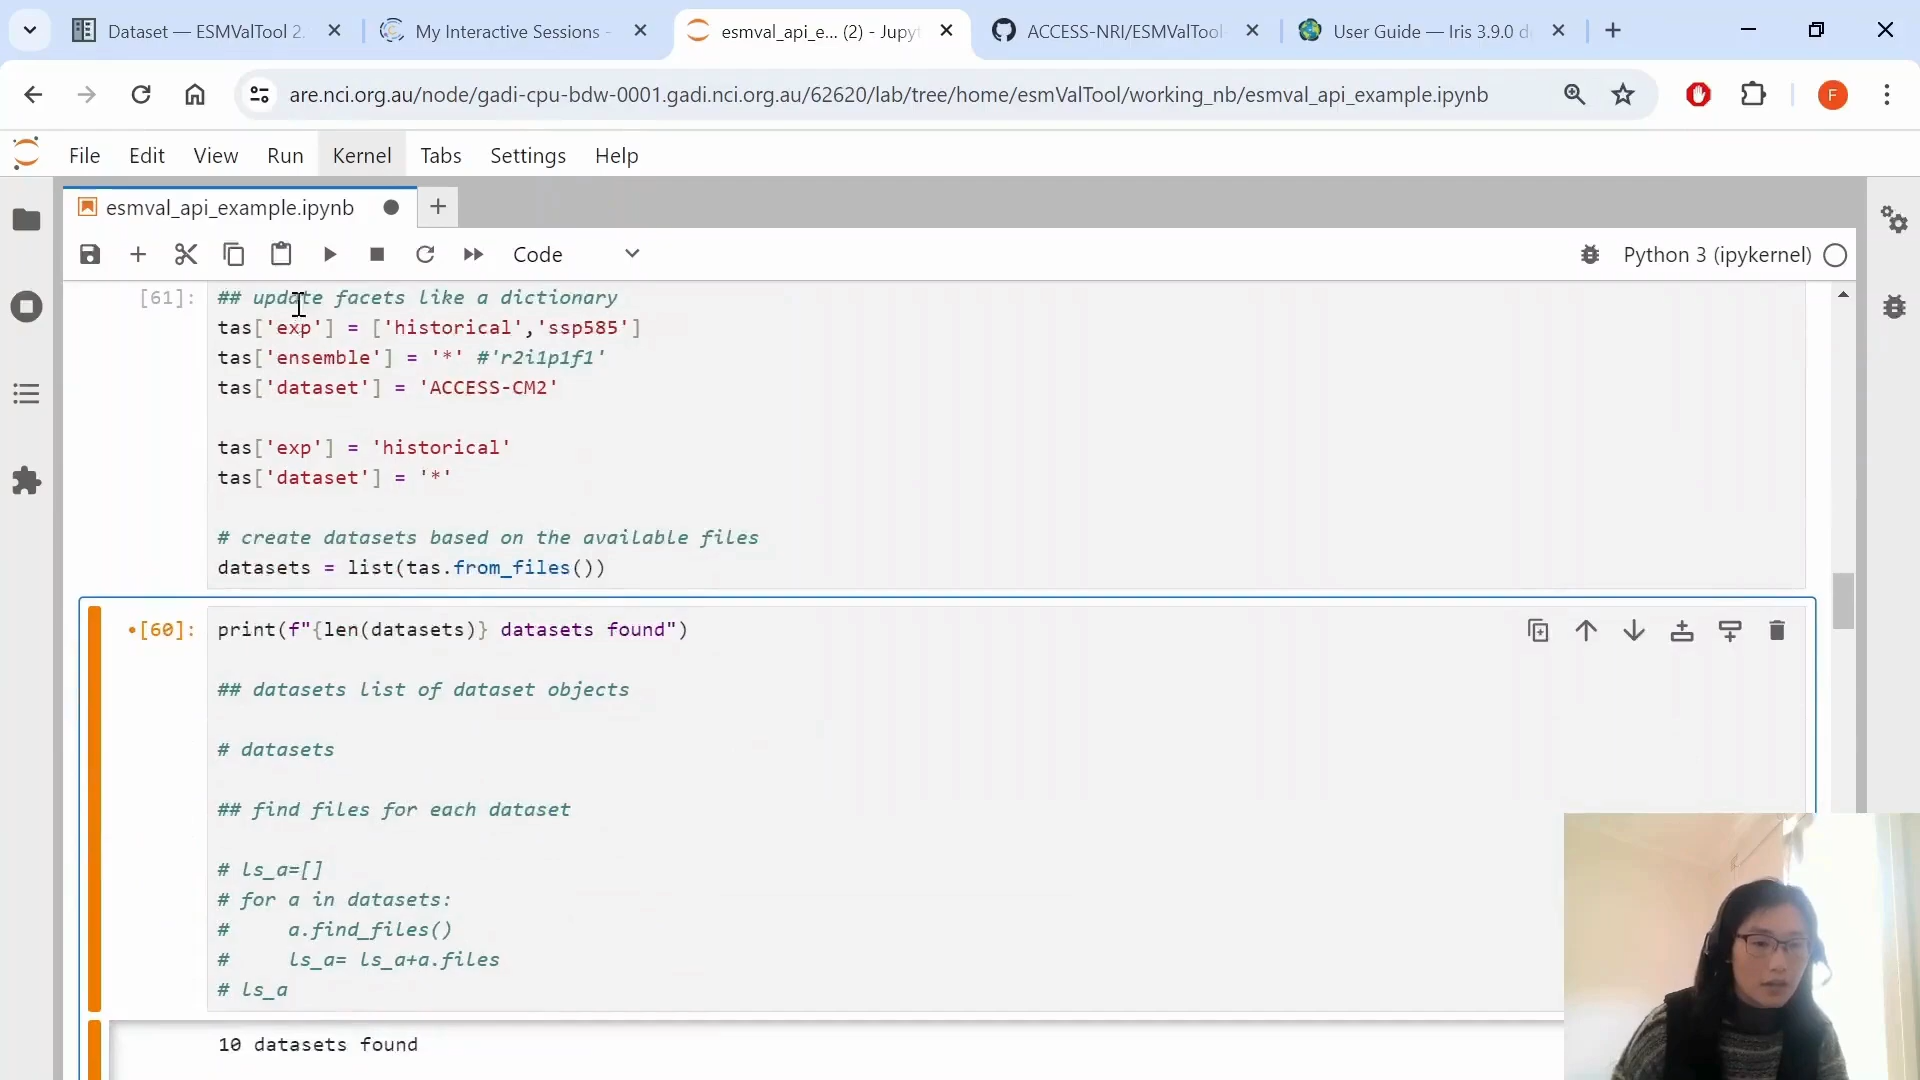 Dataset — ESMValTool 2.
My Interactive Sessions -
esmval_api_e... (2) - Jupyt
ACCESS-NRI/ESMValTool-
User Guide — Iris 3.9.0 d
are.nci.org.au/node/gadi-cpu-bdw-0001.gadi.nci.org.au/62620/lab/tree/home/esmValTool/working_nb/esmval_api_example.ipynb
F
File Edit View Run Kernel Tabs Settings Help
esmval_api_example.ipynb
Code
Python 3 (ipykernel)
[61]: ## update facets like a dictionary
tas['exp'] = ['historical','ssp585']
tas['ensemble'] = '*' #'r2i1p1f1'
tas['dataset'] = 'ACCESS-CM2'
tas['exp'] = 'historical'
tas['dataset'] = '*'
# create datasets based on the available files
datasets = list(tas.from_files())
•[60]: print(f"{len(datasets)} datasets found")
## datasets list of dataset objects
# datasets
## find files for each dataset
# ls_a=[]
# for a in datasets:
#     a.find_files()
#     ls_a= ls_a+a.files
# ls_a
10 datasets found